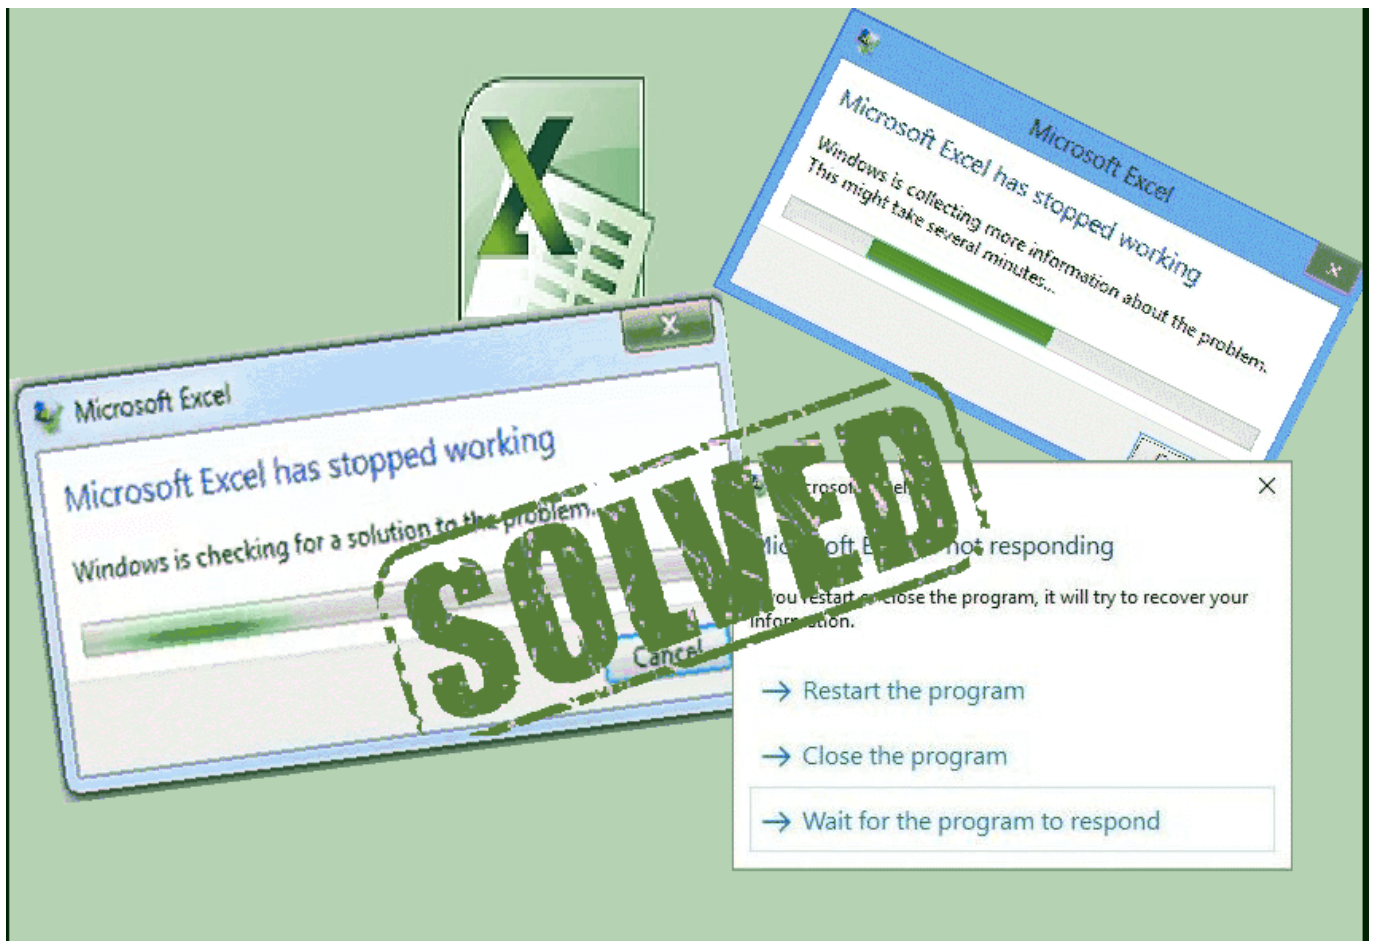 Microsoft Excel
Microsoft Excel has stopped working
Windows is collecting more information about the problem.
This might take several minutes...
Microsoft Excel
Microsoft Excel has stopped working
Windows is checking for a solution to the problem...
Cancel
SOLVED
not responding
you restart or close the program, it will try to recover your
information.
Restart the program
Close the program
Wait for the program to respond